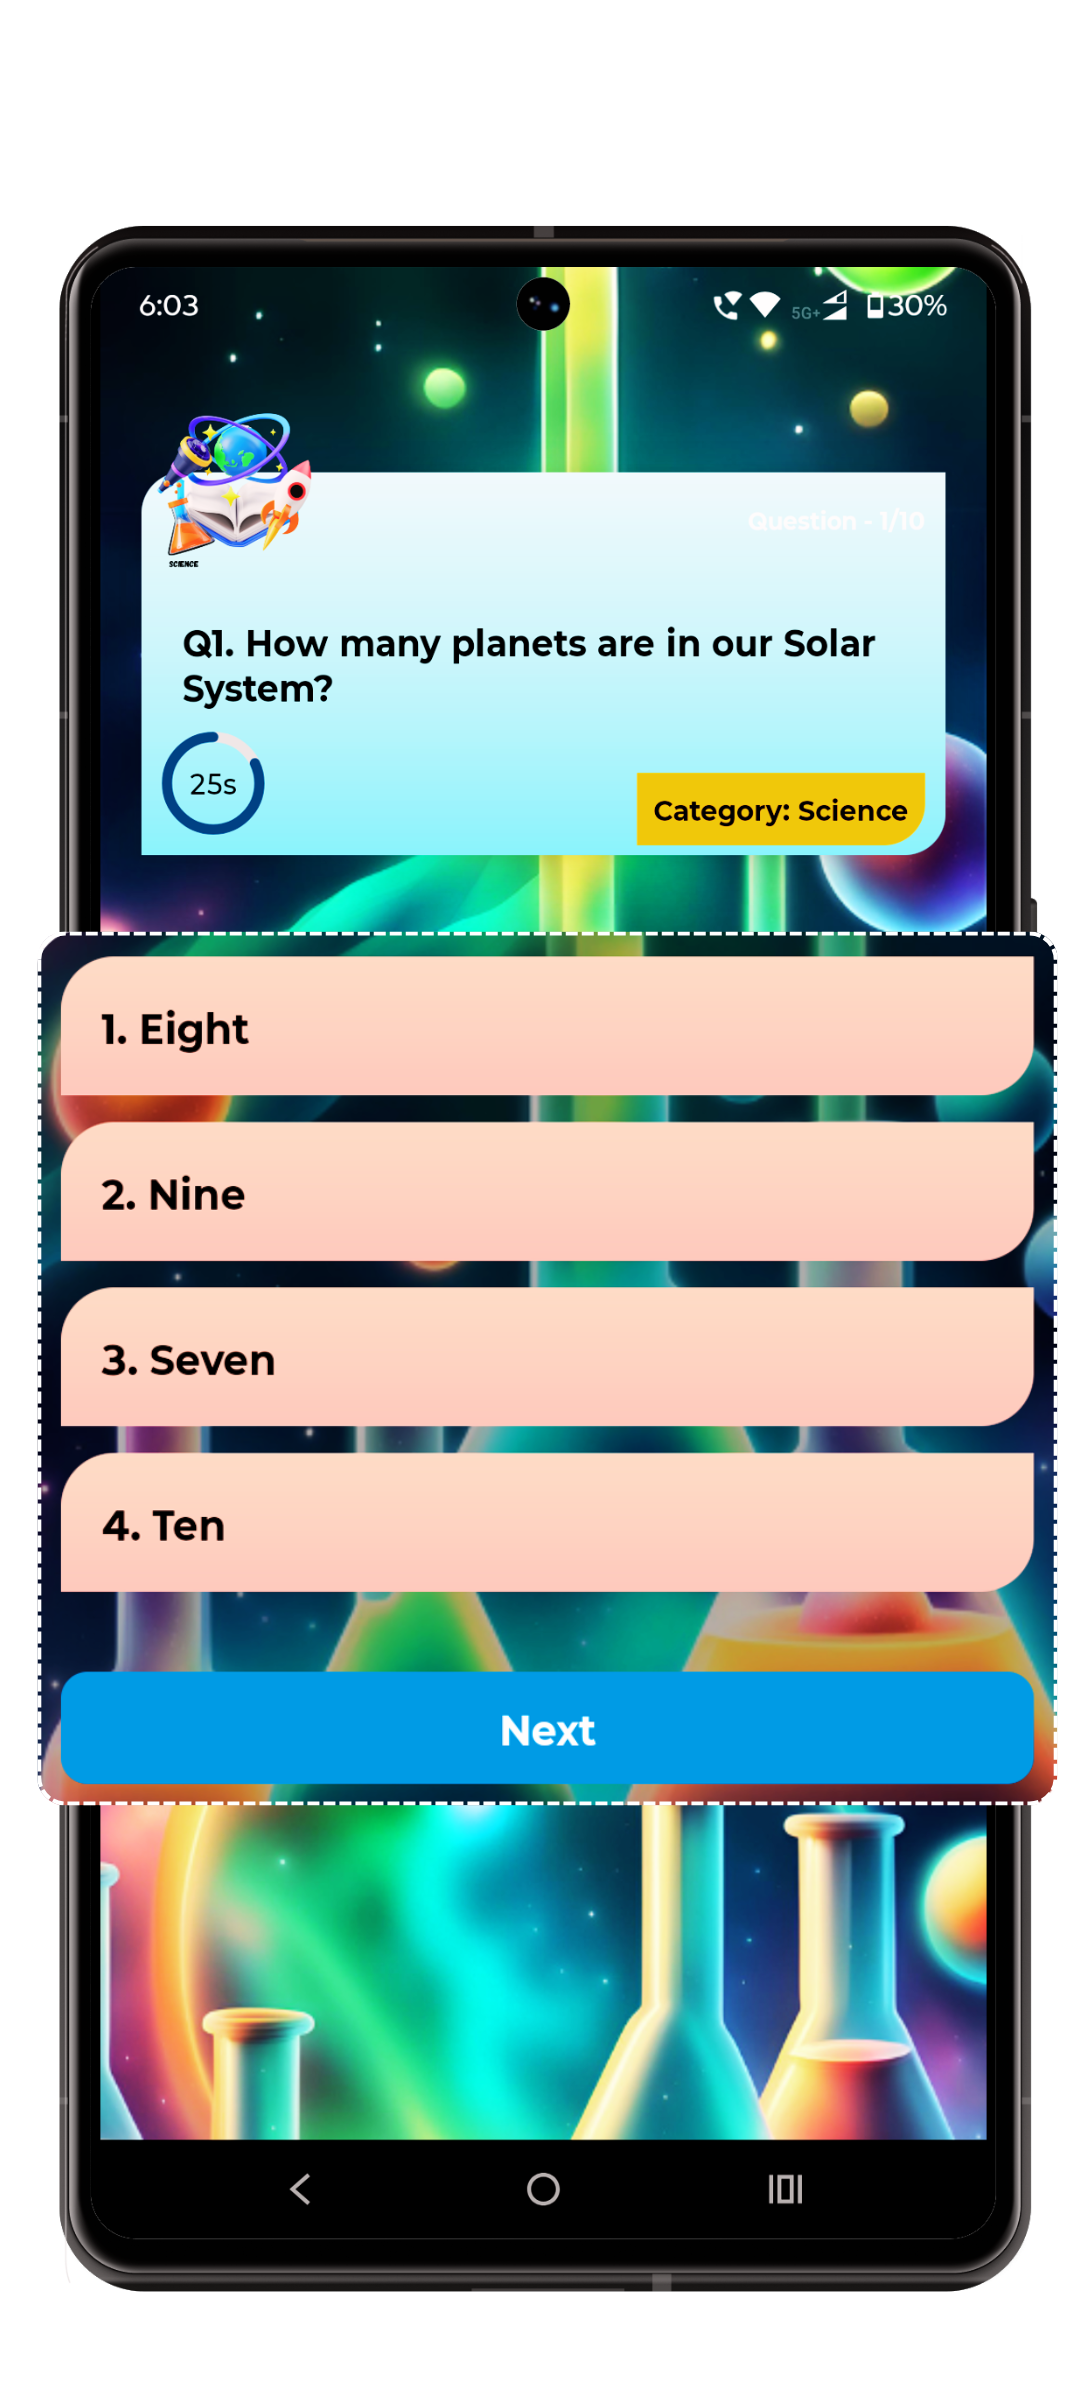 6:03
5G+ 30%
SCIENCE
Question - 1/10
Q1. How many planets are in our Solar
System?
25s
Category: Science
1. Eight
2. Nine
3. Seven
4. Ten
Next